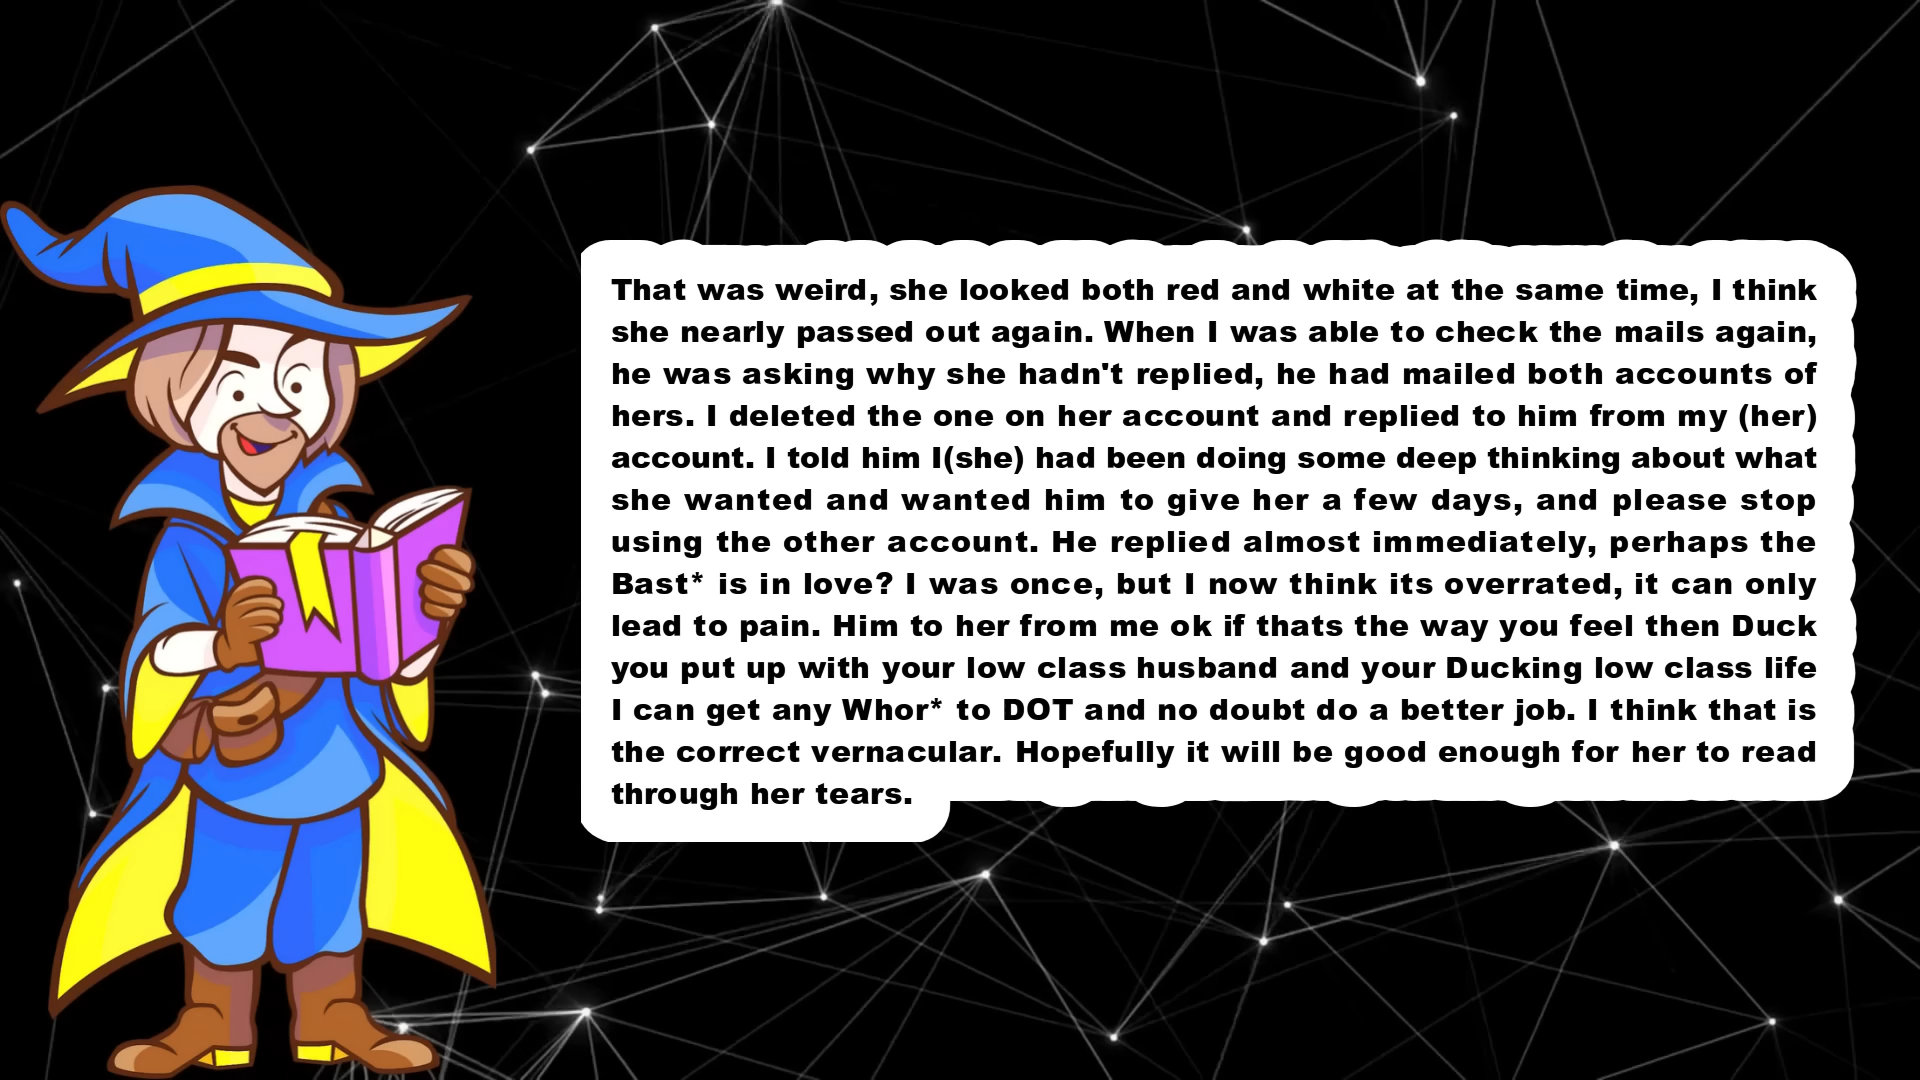 That was weird, she looked both red and white at the same time, I think
she nearly passed out again. When I was able to check the mails again,
he was asking why she hadn't replied, he had mailed both accounts of
hers. I deleted the one on her account and replied to him from my (her)
account. I told him I(she) had been doing some deep thinking about what
she wanted and wanted him to give her a few days, and please stop
using the other account. He replied almost immediately, perhaps the
Bast* is in love? I was once, but I now think its overrated, it can only
lead to pain. Him to her from me ok if thats the way you feel then Duck
you put up with your low class husband and your Ducking low class life
I can get any Whor* to DOT and no doubt do a better job. I think that is
the correct vernacular. Hopefully it will be good enough for her to read
through her tears.